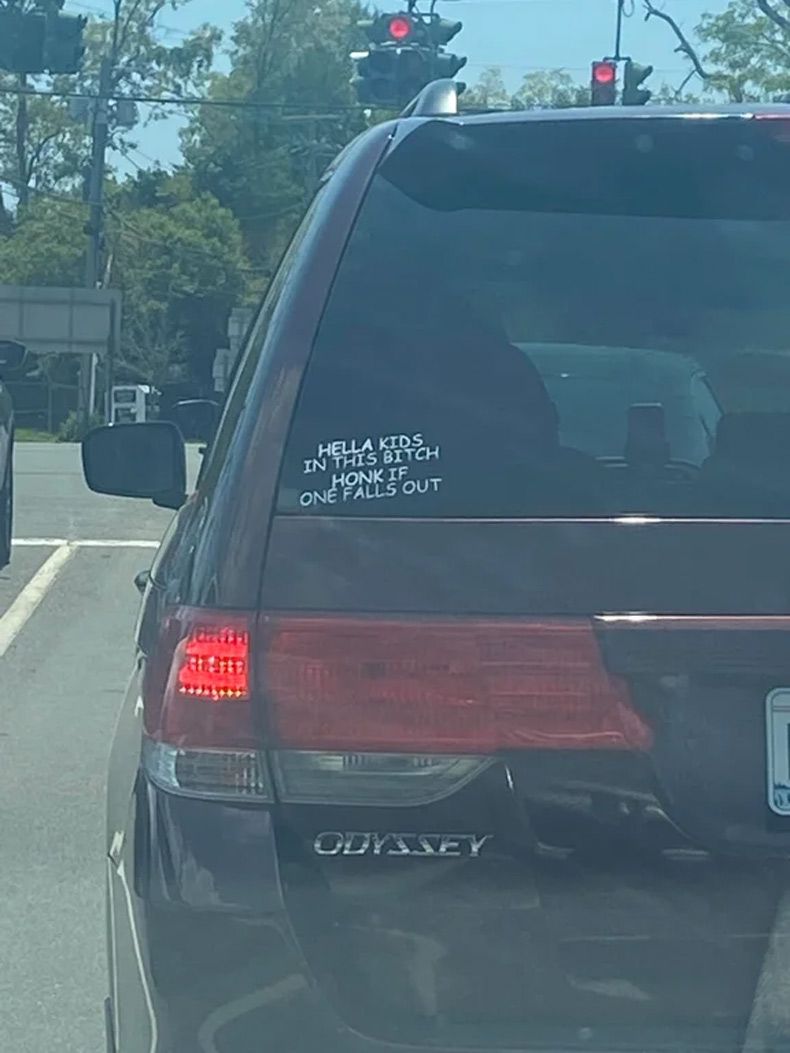 HELLA KIDS
IN THIS BITCH
HONK IF
ONE FALLS OUT
ODYSSEY